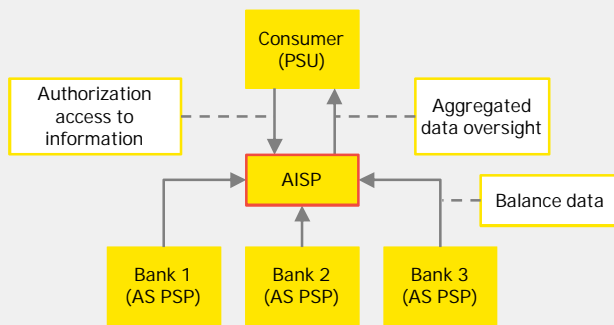 Consumer
(PSU)
Authorization
access to
information
Aggregated
data oversight
AISP
Balance data
Bank 1
(AS PSP)
Bank 2
(AS PSP)
Bank 3
(AS PSP)